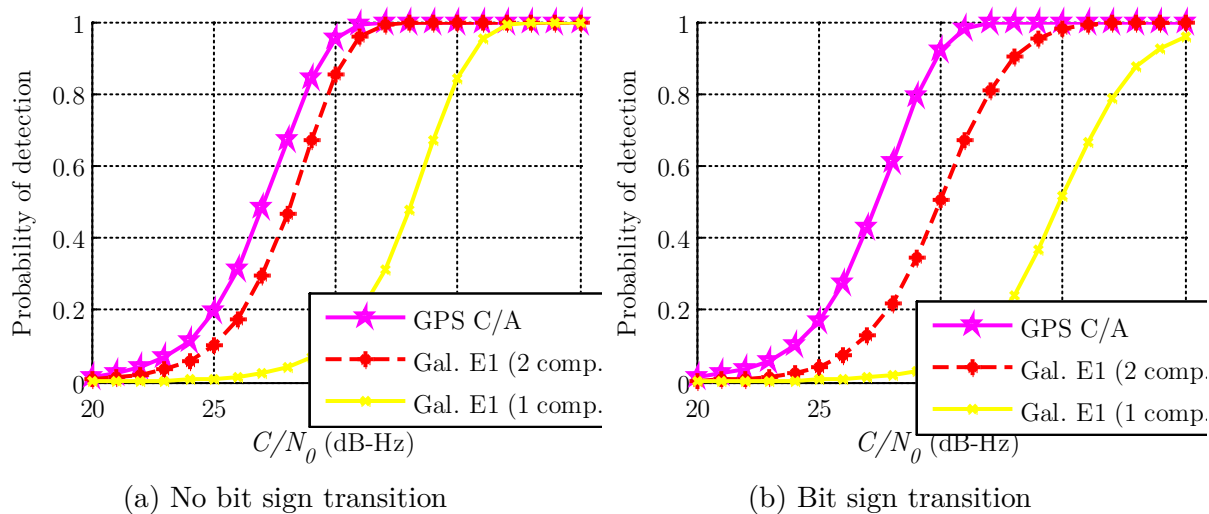 1
0.8
0.6
0.4
0.2
0
20
25
Probability of detection
C/N0 (dB-Hz)
GPS C/A
Gal. E1 (2 comp.
Gal. E1 (1 comp.
(a) No bit sign transition
1
0.8
0.6
0.4
0.2
0
20
25
Probability of detection
C/N0 (dB-Hz)
GPS C/A
Gal. E1 (2 comp.
Gal. E1 (1 comp.
(b) Bit sign transition